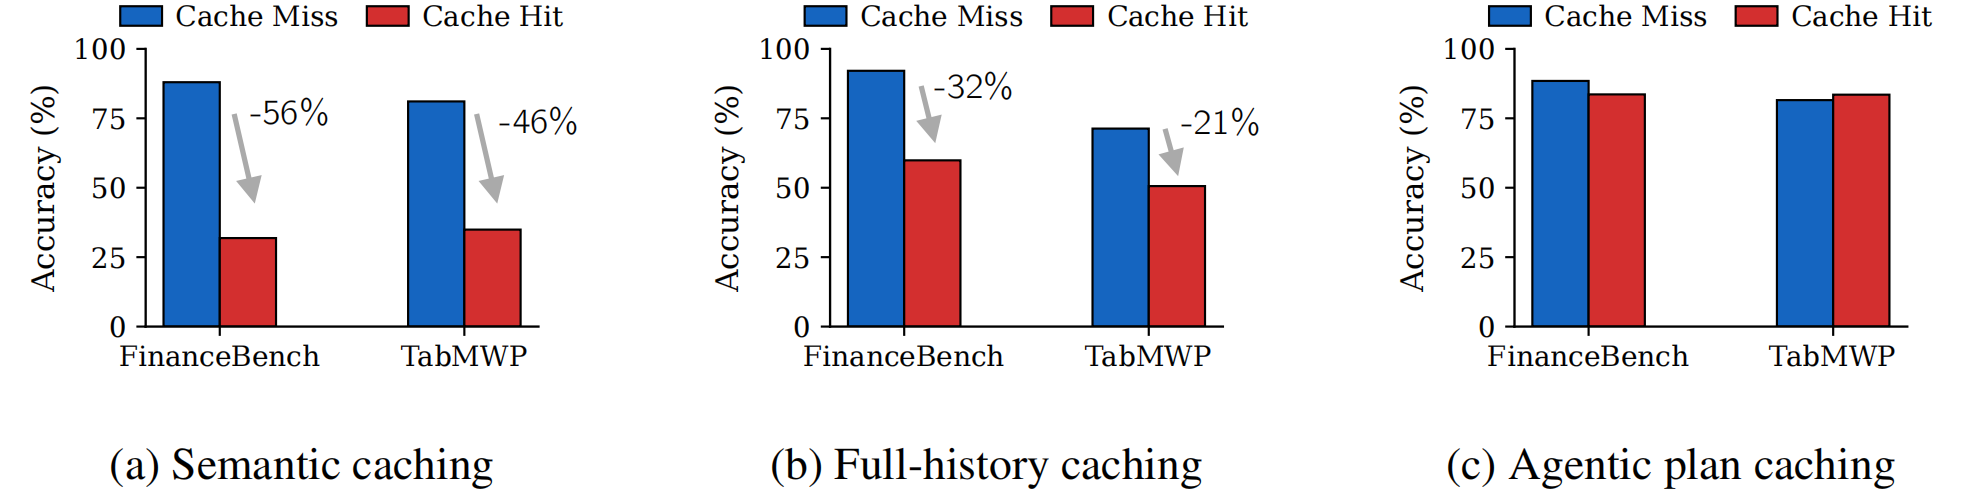 Cache Miss Cache Hit
100
75
50
25
0
Accuracy (%)
-56%
-46%
FinanceBench TabMWP
(a) Semantic caching
Cache Miss Cache Hit
100
75
50
25
0
Accuracy (%)
-32%
-21%
FinanceBench TabMWP
(b) Full-history caching
Cache Miss Cache Hit
100
75
50
25
0
Accuracy (%)
FinanceBench TabMWP
(c) Agentic plan caching